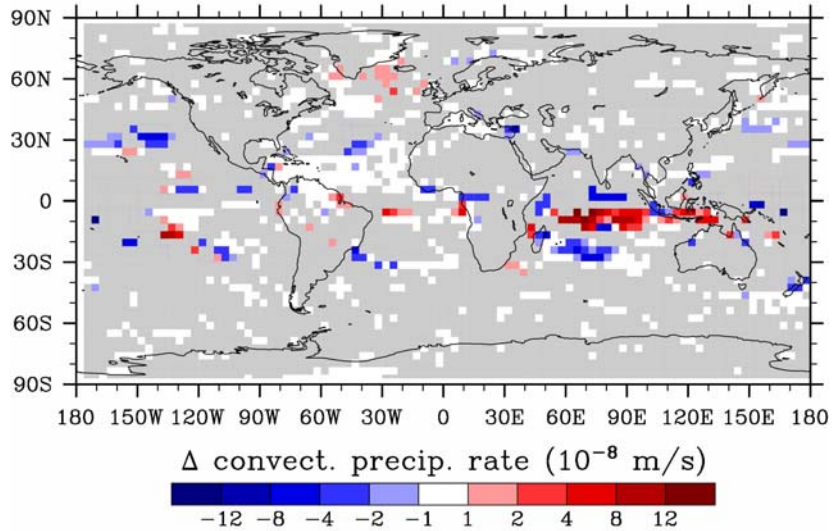 90N
60N
30N
0
30S
60S
90S
180 150W 120W 90W 60W 30W 0 30E 60E 90E 120E 150E 180
Δ convect. precip. rate (10⁻⁸ m/s)
−12 −8 −4 −2 −1 1 2 4 8 12